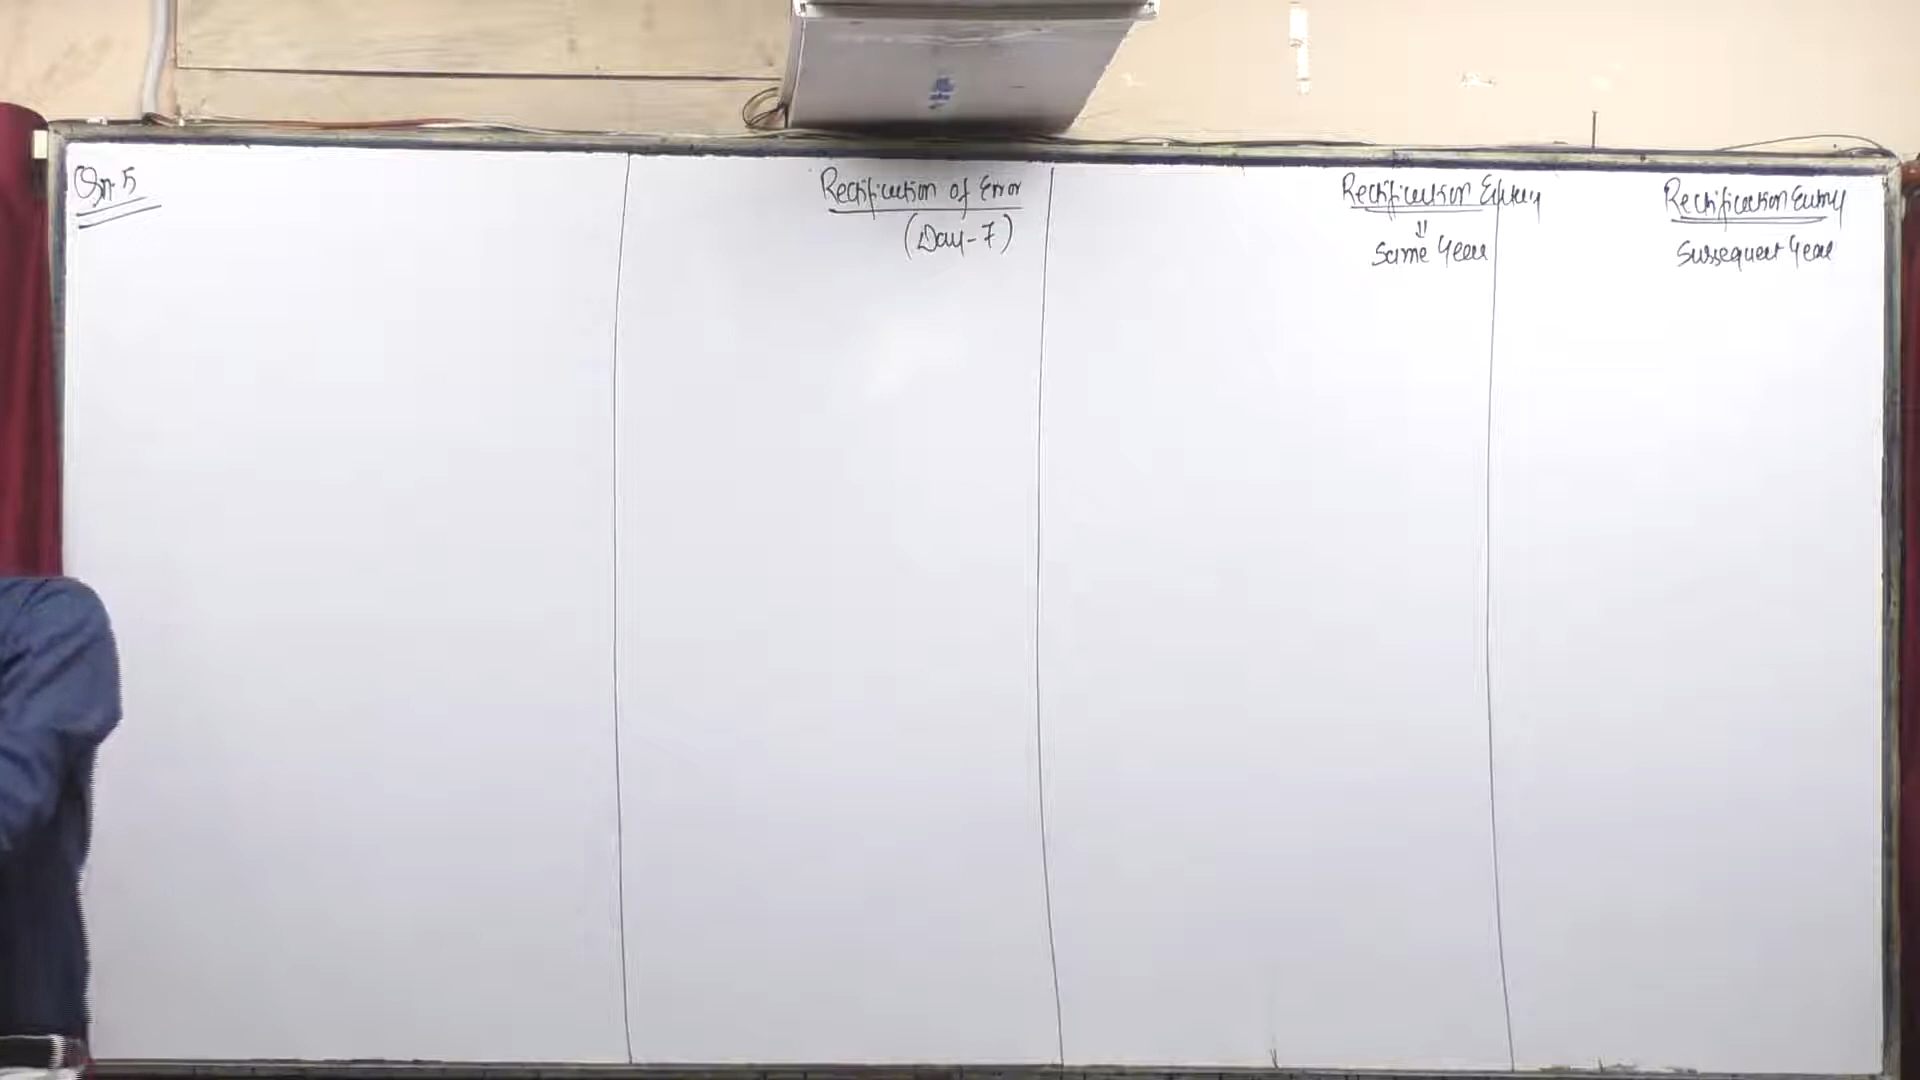 Qn. 5
Rectification of Error
(Day - 7)
Rectification Entry
⇓
Same Year
Rectification Entry
Subsequent Year